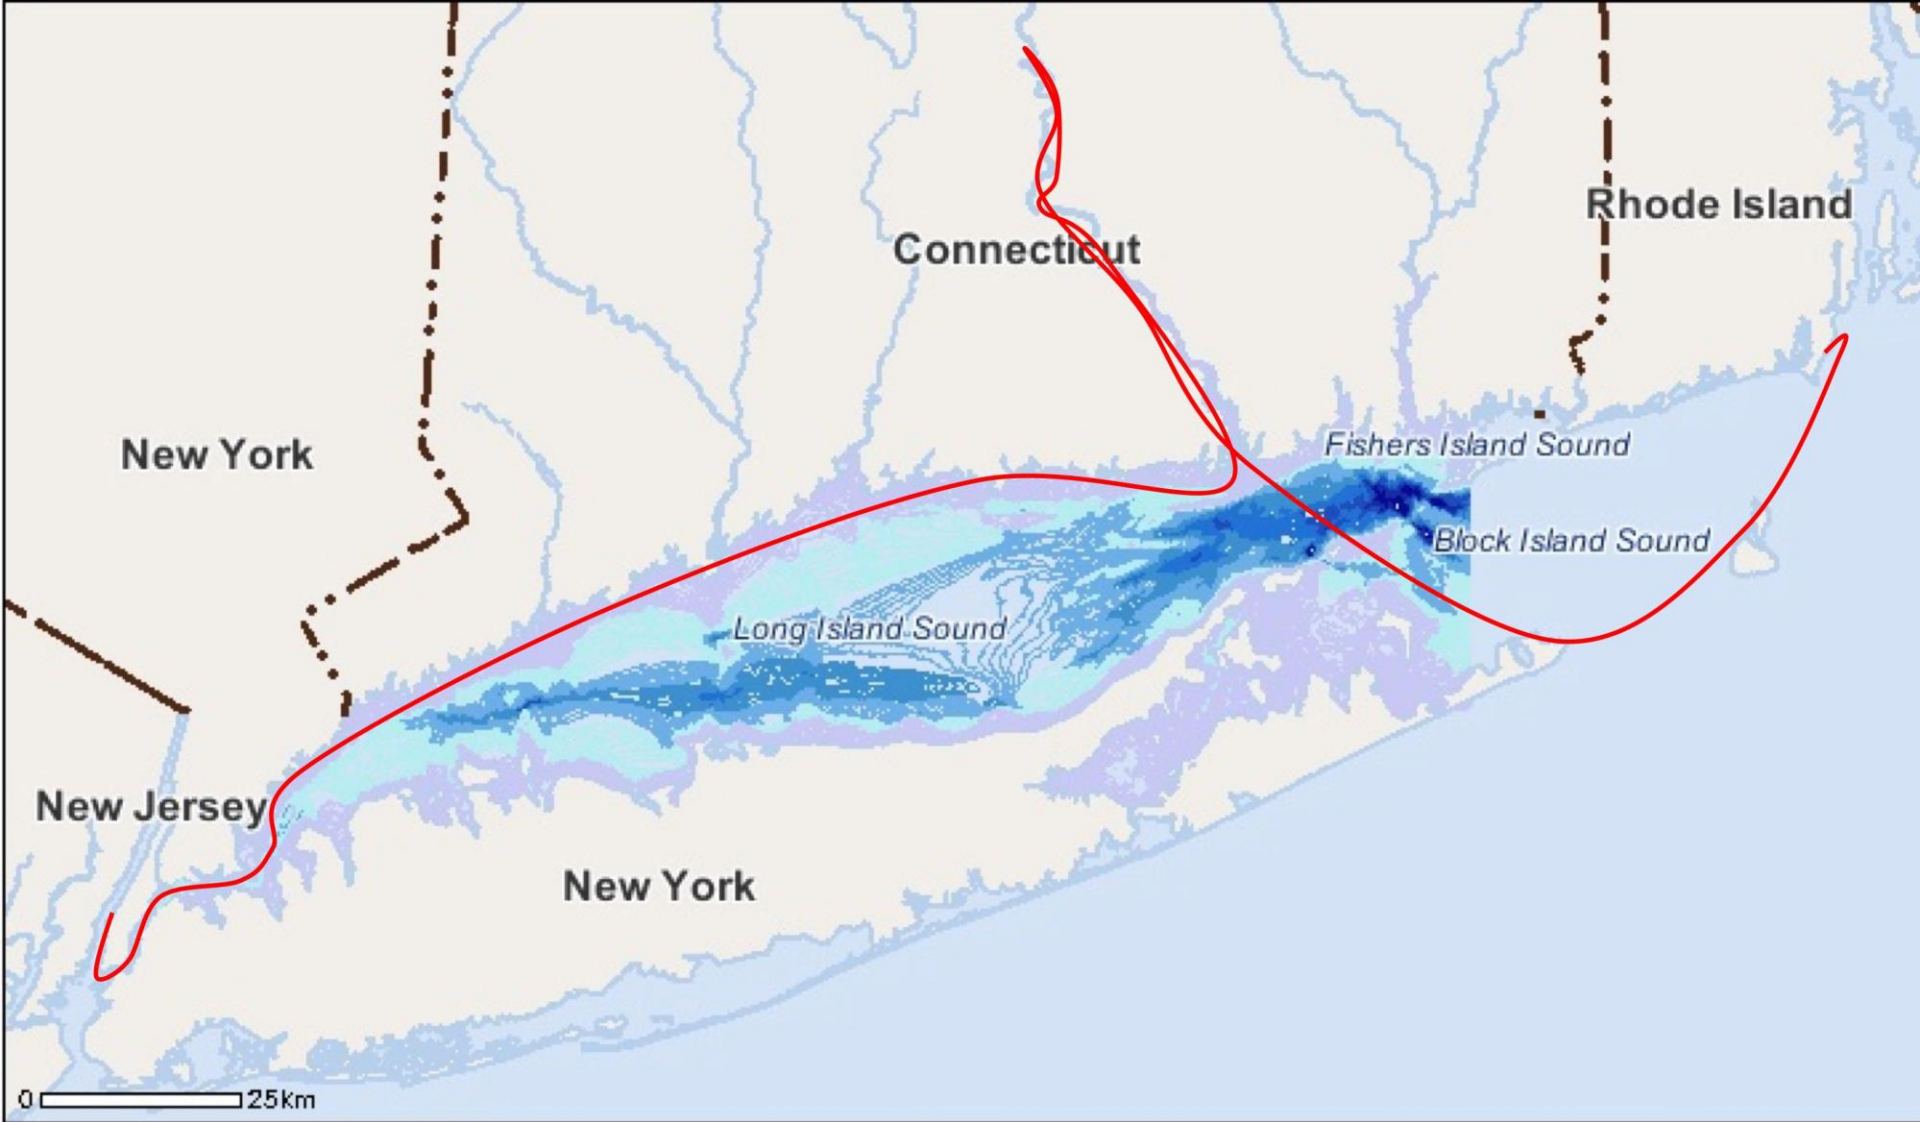 Rhode Island
Connecticut
New York
Fishers Island Sound
Block Island Sound
Long Island Sound
New Jersey
New York
0 25km